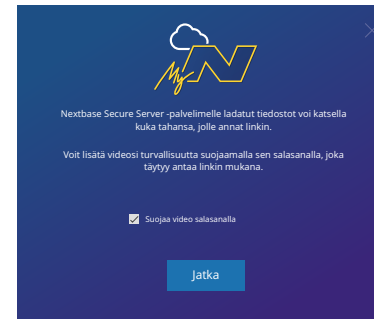 My N
Nextbase Secure Server -palvelimelle ladatut tiedostot voi katsella
kuka tahansa, jolle annat linkin.
Voit lisätä videosi turvallisuutta suojaamalla sen salasanalla, joka
täytyy antaa linkin mukana.
Suojaa video salasanalla
Jatka